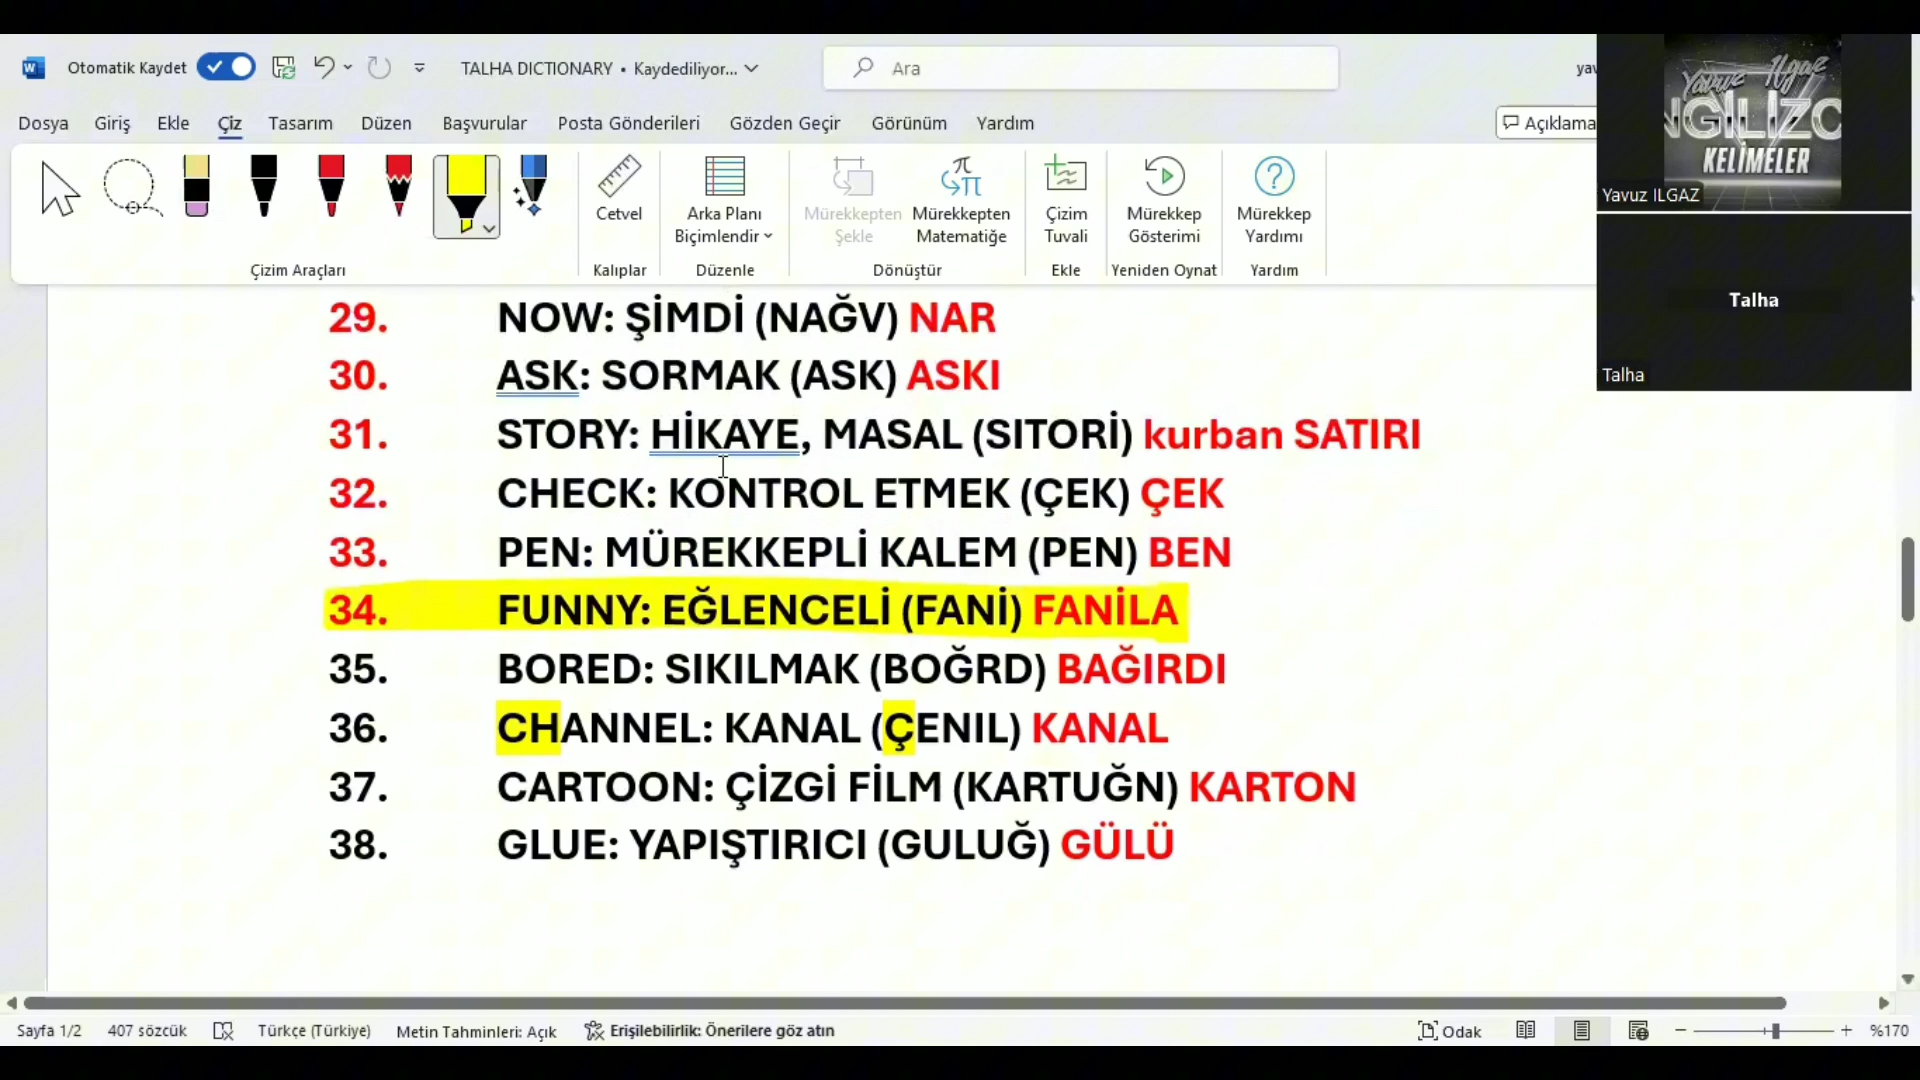 Otomatik Kaydet TALHA DICTIONARY • Kaydediliyor... Ara
Dosya Giriş Ekle Çiz Tasarım Düzen Başvurular Posta Gönderileri Gözden Geçir Görünüm Yardım Açıklama
Cetvel Arka Planı Biçimlendir Mürekkepten Şekle Mürekkepten Matematiğe Çizim Tuvali Mürekkep Gösterimi Mürekkep Yardımı
Çizim Araçları Kalıplar Düzenle Dönüştür Ekle Yeniden Oynat Yardım
Yavuz Ilgaz
KELİMELER
Yavuz ILGAZ
Talha
Talha
29. NOW: ŞİMDİ (NAĞV) NAR
30. ASK: SORMAK (ASK) ASKI
31. STORY: HİKAYE, MASAL (SITORİ) kurban SATIRI
32. CHECK: KONTROL ETMEK (ÇEK) ÇEK
33. PEN: MÜREKKEPLİ KALEM (PEN) BEN
34. FUNNY: EĞLENCELİ (FANİ) FANİLA
35. BORED: SIKILMAK (BOĞRD) BAĞIRDI
36. CHANNEL: KANAL (ÇENIL) KANAL
37. CARTOON: ÇİZGİ FİLM (KARTUĞN) KARTON
38. GLUE: YAPIŞTIRICI (GULUĞ) GÜLÜ
Sayfa 1/2 407 sözcük Türkçe (Türkiye) Metin Tahminleri: Açık Erişilebilirlik: Önerilere göz atın Odak %170